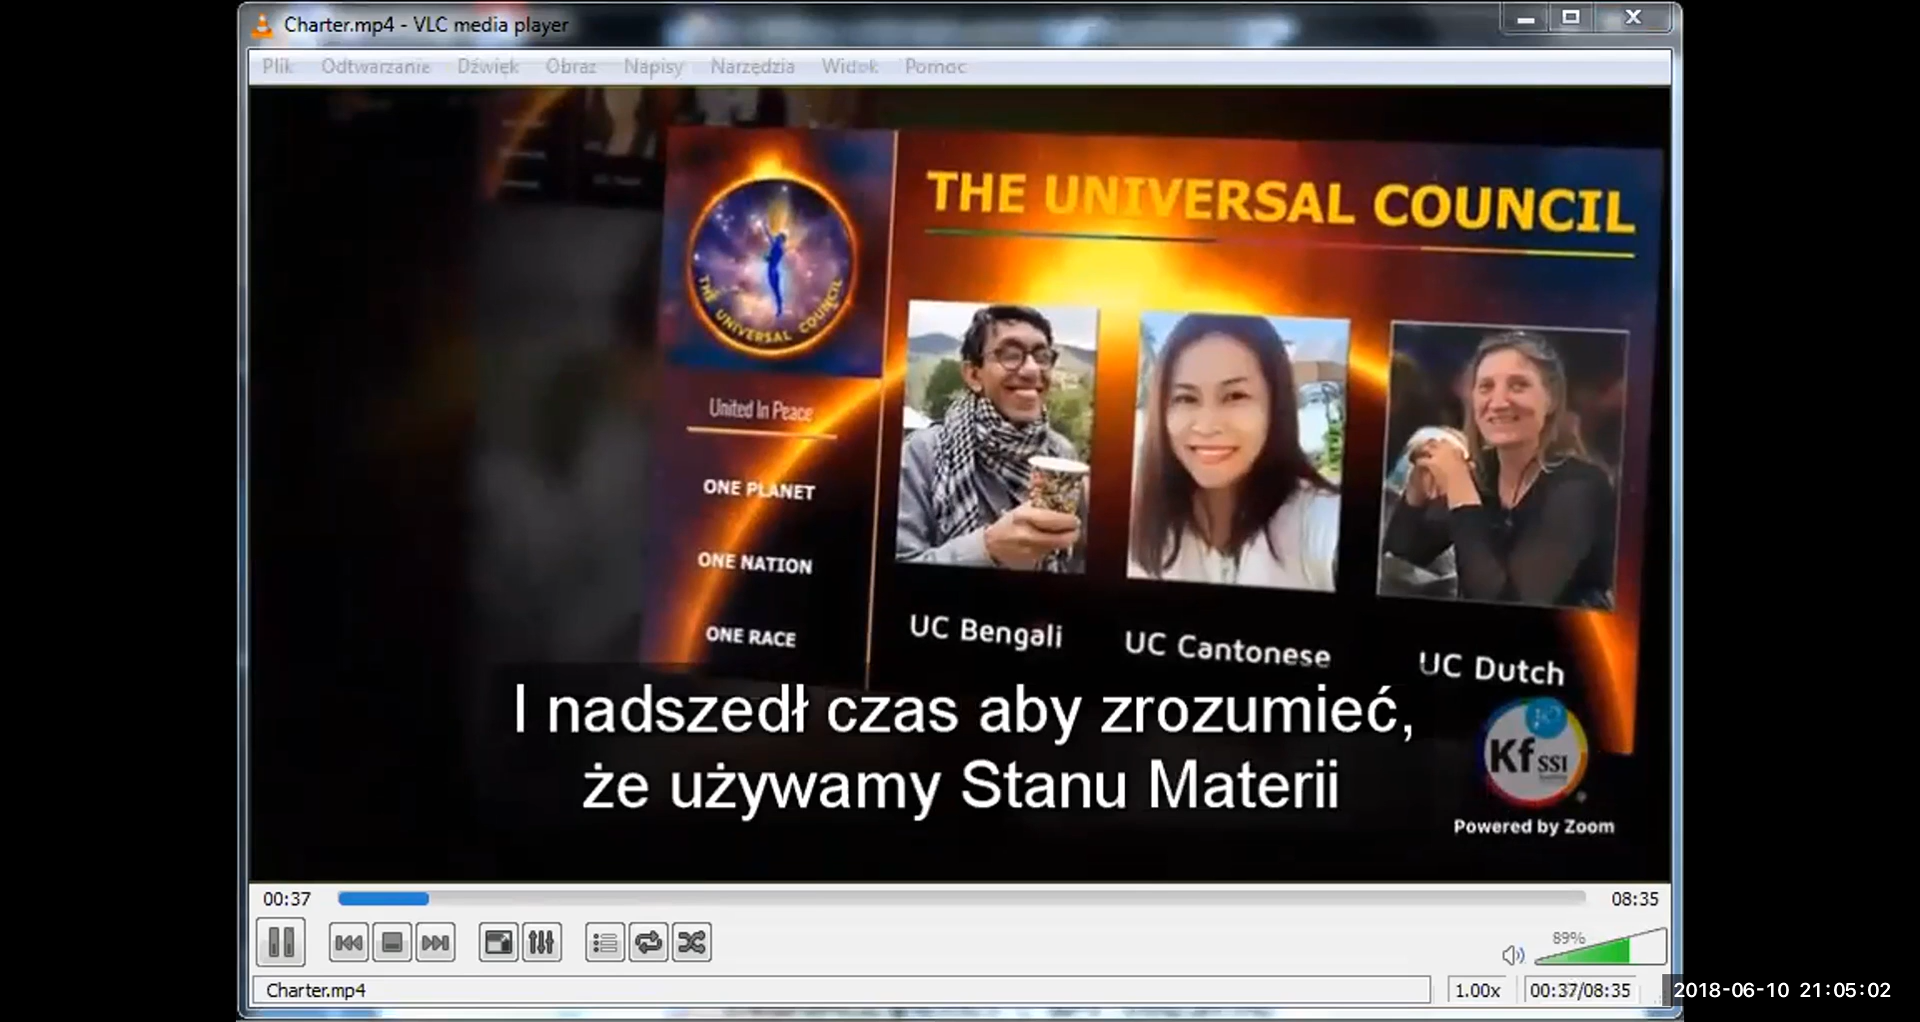 Charter.mp4 - VLC media player
Plik Odtwarzanie Dźwięk Obraz Napisy Narzędzia Widok Pomoc
THE UNIVERSAL COUNCIL
THE UNIVERSAL COUNCIL
United In Peace
ONE PLANET
ONE NATION
ONE RACE
UC Bengali
UC Cantonese
UC Dutch
I nadszedł czas aby zrozumieć,
że używamy Stanu Materii
Kf SSI
Powered by Zoom
00:37
08:35
89%
Charter.mp4
1.00x
00:37/08:35
2018-06-10 21:05:02